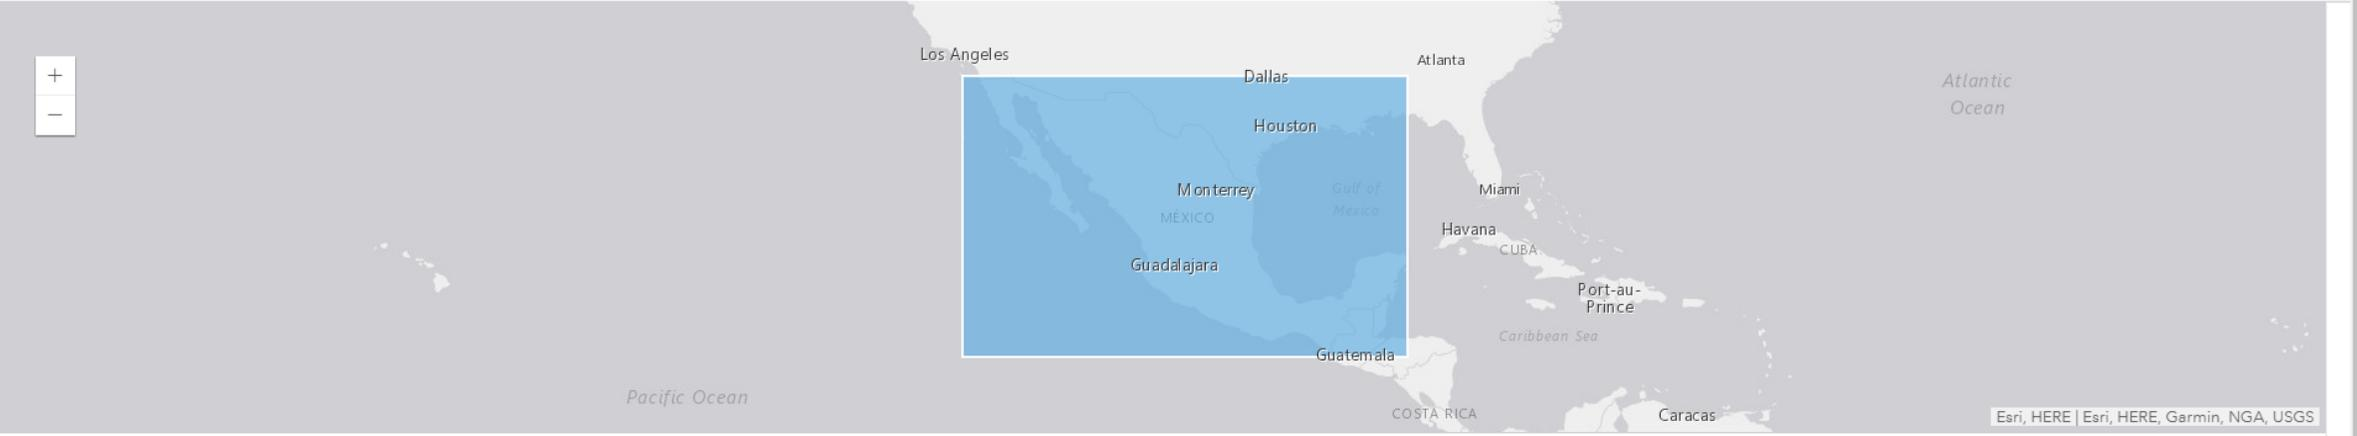 Los Angeles
Atlanta
Dallas
Atlantic
Ocean
+
−
Houston
Monterrey
Gulf of
Mexico
Miami
MÉXICO
Havana
CUBA
Guadalajara
Port-au-
Prince
Caribbean Sea
Guatemala
Pacific Ocean
COSTA RICA
Caracas
Esri, HERE | Esri, HERE, Garmin, NGA, USGS